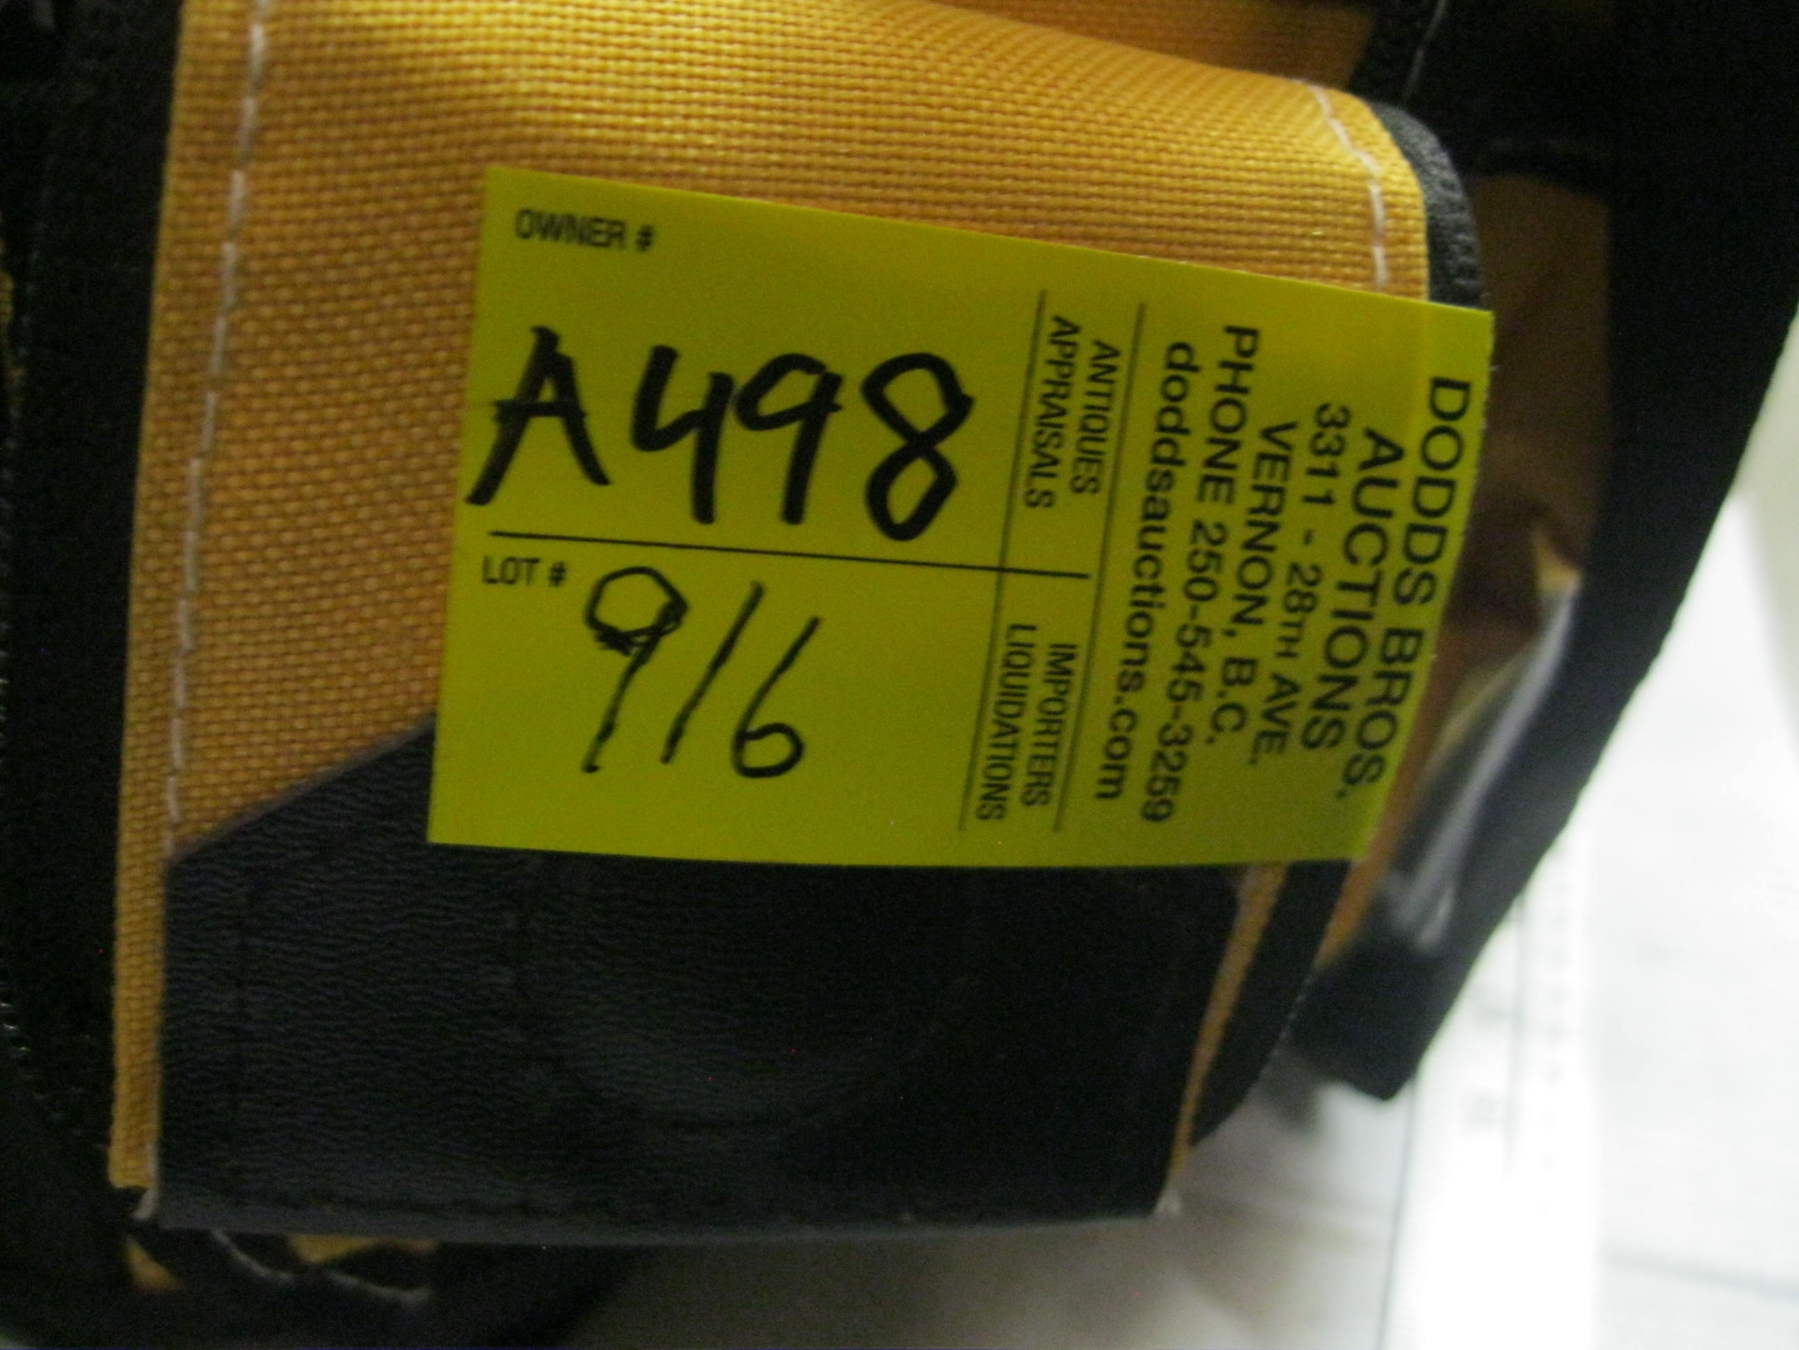 OWNER #
A498
LOT #
916
ANTIQUES
APPRAISALS
IMPORTERS
LIQUIDATIONS
DODDS BROS.
AUCTIONS
3311 - 28TH AVE.
VERNON, B.C.
PHONE 250-545-3259
doddsauctions.com